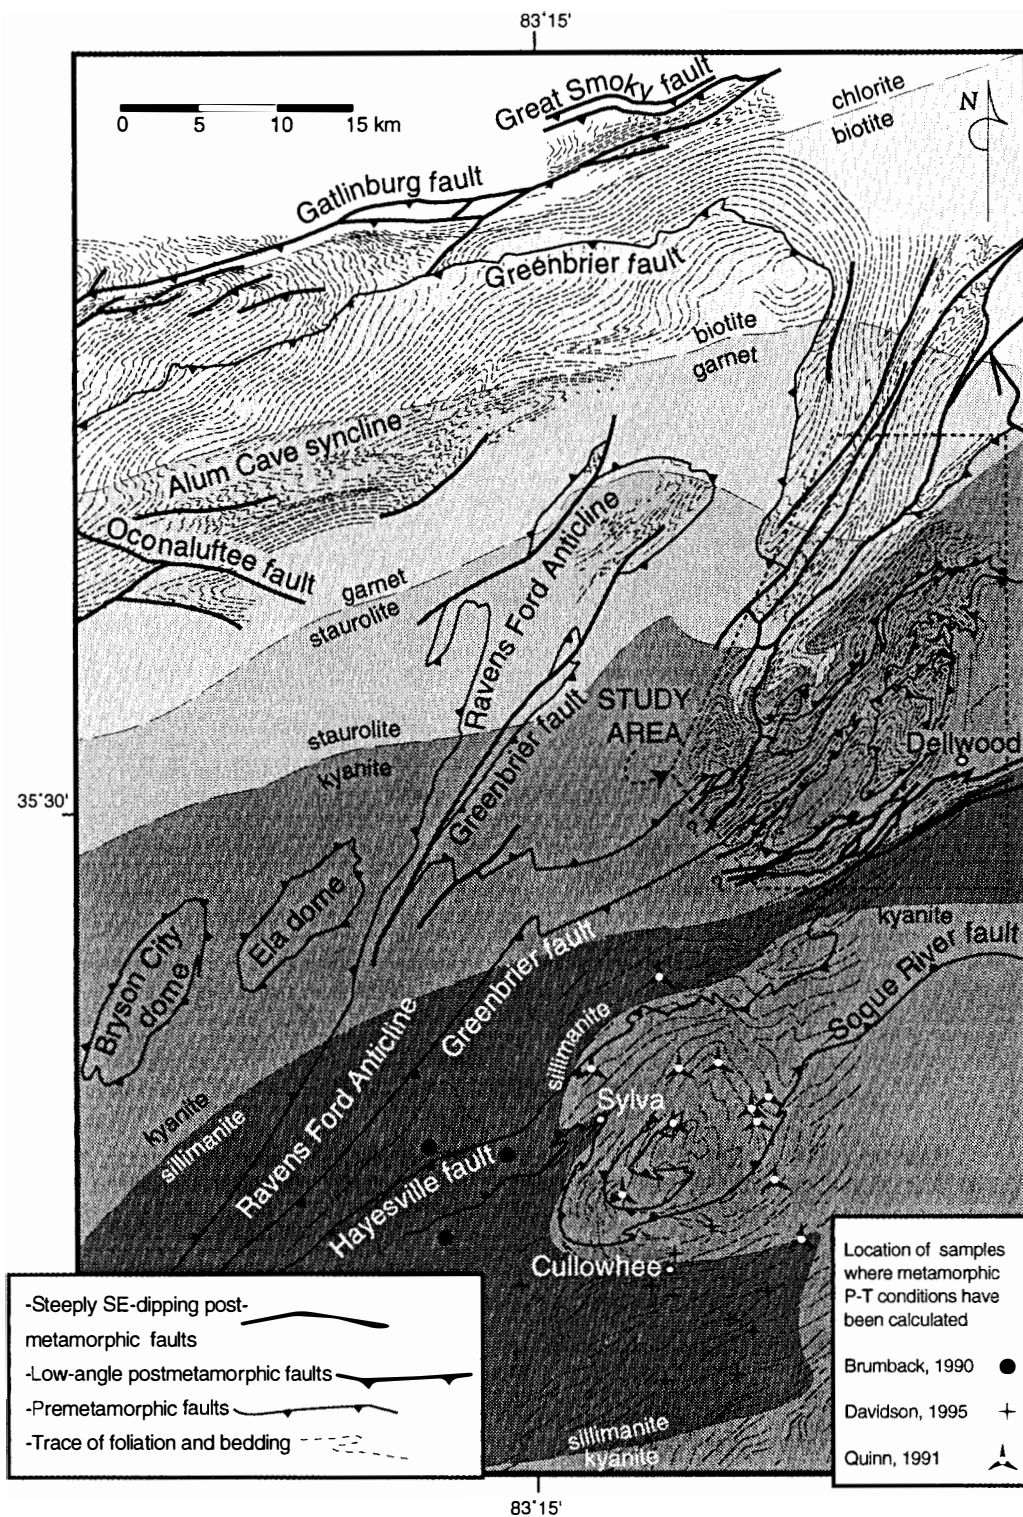 83°15'
Great Smoky fault
chlorite
biotite
N
0 5 10 15 km
Gatlinburg fault
Greenbrier fault
biotite
garnet
Alum Cave syncline
Oconaluftee fault
garnet
staurolite
Ravens Ford Anticline
STUDY
AREA
staurolite
kyanite
Greenbrier fault
Dellwood
35°30'
Ela dome
Bryson City
dome
kyanite
Soque River fault
Greenbrier fault
sillimanite
Sylva
kyanite
sillimanite
Ravens Ford Anticline
Hayesville fault
Cullowhee
sillimanite
kyanite
-Steeply SE-dipping post-
metamorphic faults
-Low-angle postmetamorphic faults
-Premetamorphic faults
-Trace of foliation and bedding
Location of samples
where metamorphic
P-T conditions have
been calculated
Brumback, 1990
Davidson, 1995
Quinn, 1991
83°15'